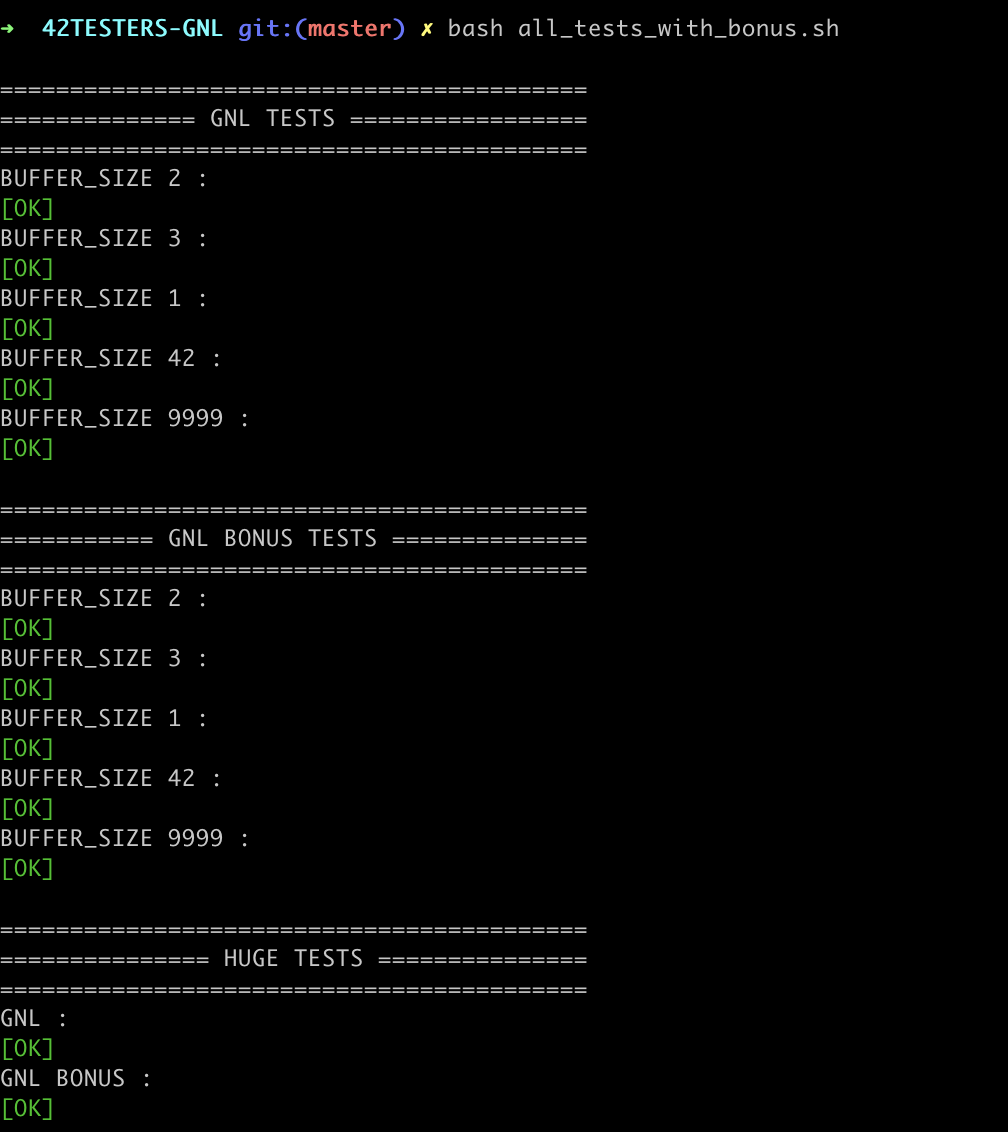 ➜  42TESTERS-GNL git:(master) ✗ bash all_tests_with_bonus.sh
==========================================
============== GNL TESTS =================
==========================================
BUFFER_SIZE 2 :
[OK]
BUFFER_SIZE 3 :
[OK]
BUFFER_SIZE 1 :
[OK]
BUFFER_SIZE 42 :
[OK]
BUFFER_SIZE 9999 :
[OK]
==========================================
=========== GNL BONUS TESTS ==============
==========================================
BUFFER_SIZE 2 :
[OK]
BUFFER_SIZE 3 :
[OK]
BUFFER_SIZE 1 :
[OK]
BUFFER_SIZE 42 :
[OK]
BUFFER_SIZE 9999 :
[OK]
==========================================
=============== HUGE TESTS ===============
==========================================
GNL :
[OK]
GNL BONUS :
[OK]